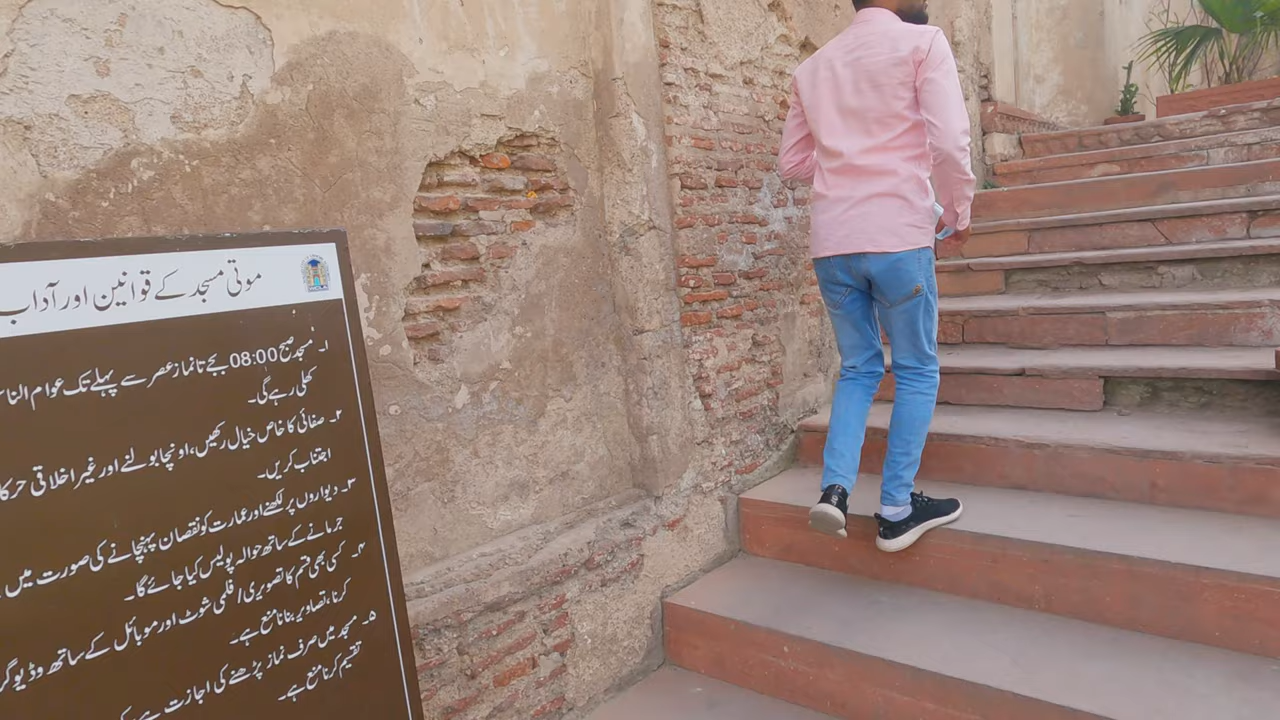 موتی مسجد کے قوانین اور آداب
۱۔ مسجد صبح 08:00 بجے تا نماز عصر سے پہلے تک عوام الناس
کھلی رہے گی۔
۲۔ صفائی کا خاص خیال رکھیں، اونچا بولنے اور غیر اخلاقی
اجتناب کریں۔
۳۔ دیواروں پر لکھنے اور عمارت کو نقصان پہنچانے کی صورت میں
جرمانے کے ساتھ حوالہ پولیس کیا جائے گا۔
۴۔ کسی بھی قسم کا تصویری / فلمی شوٹ اور موبائل کے ساتھ
کرنا، تصاویر بنانا منع ہے۔
۵۔ مسجد میں صرف نماز پڑھنے کی اجازت ہے
تقسیم کرنا منع ہے۔